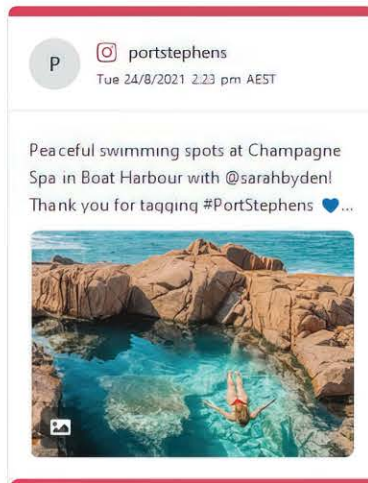 P
portstephens
Tue 24/8/2021 2:23 pm AEST
Peaceful swimming spots at Champagne
Spa in Boat Harbour with @sarahbyden!
Thank you for tagging #PortStephens 💙...